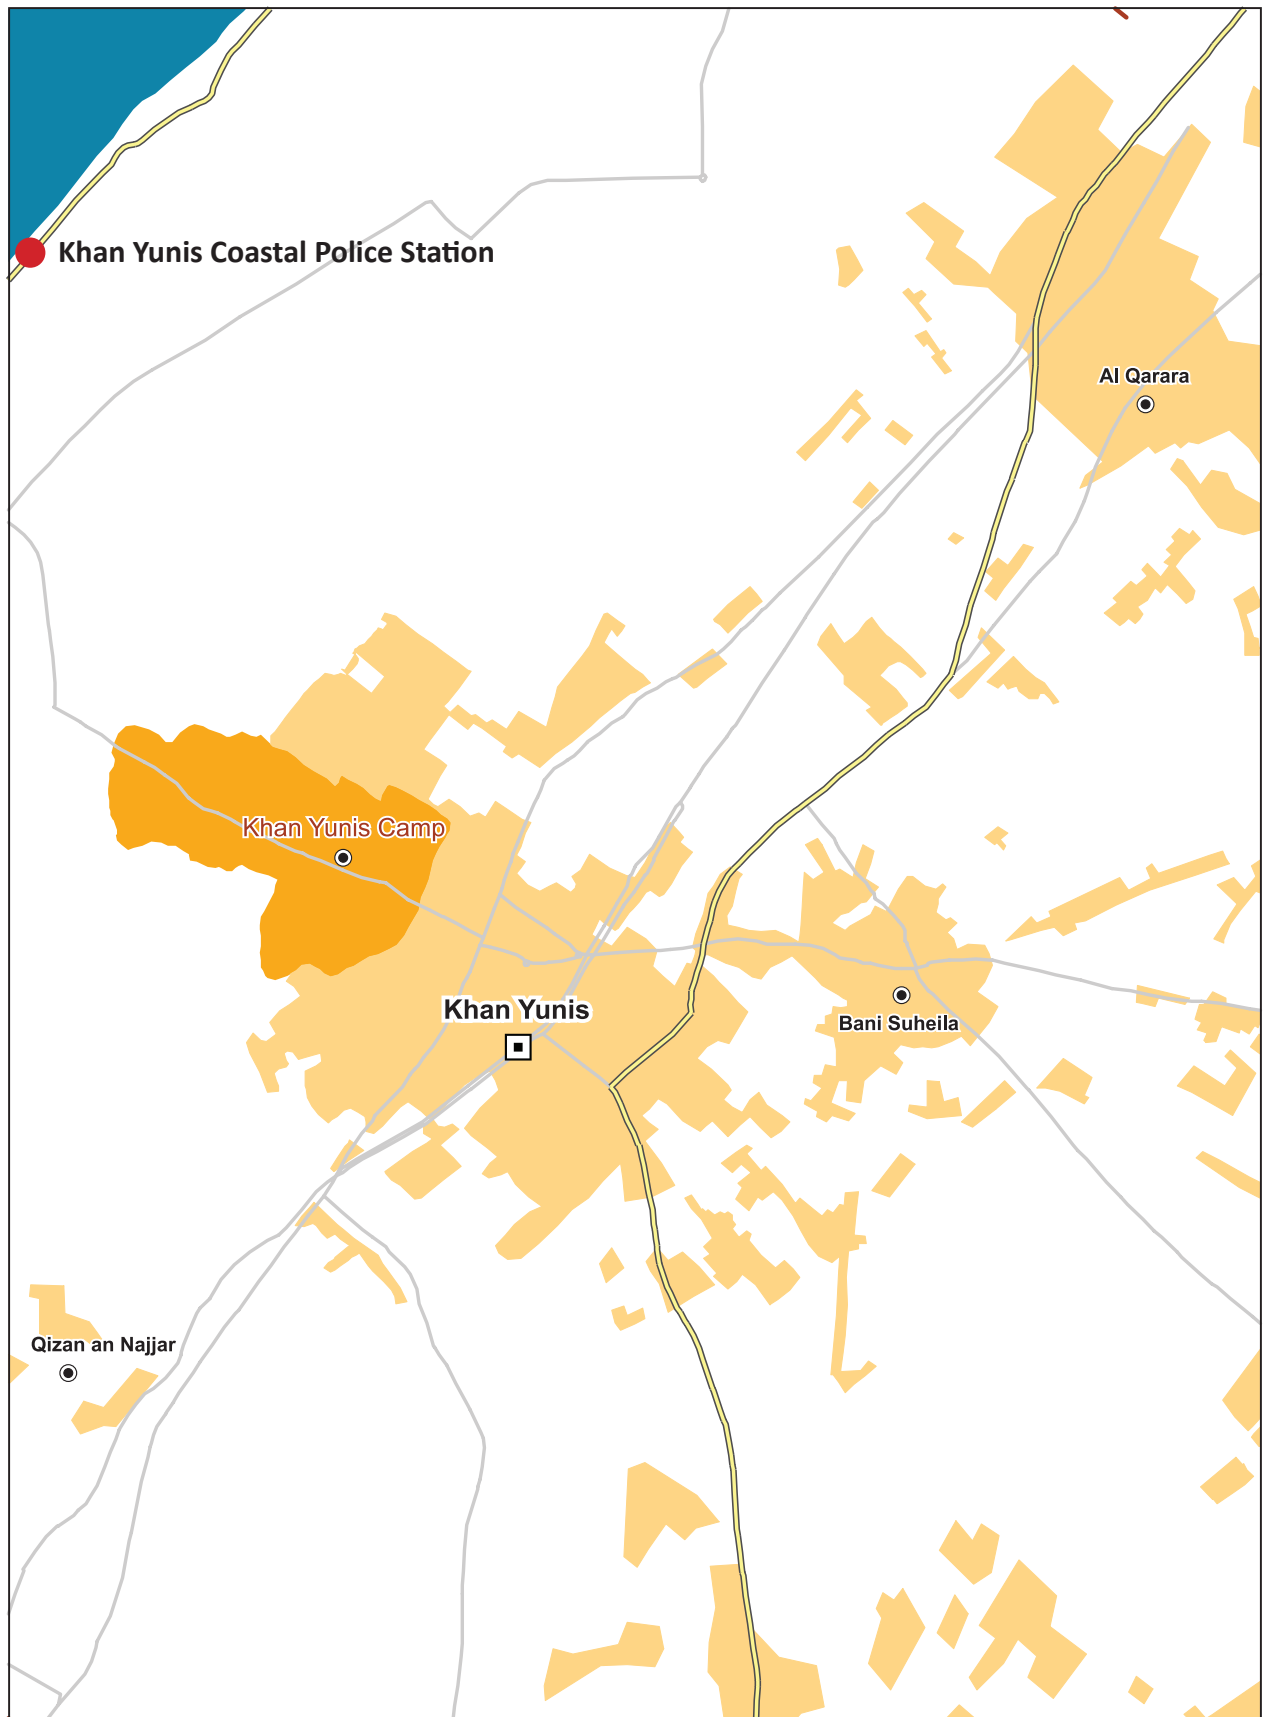 Khan Yunis Coastal Police Station
Al Qarara
Khan Yunis Camp
Khan Yunis
Bani Suheila
Qizan an Najjar